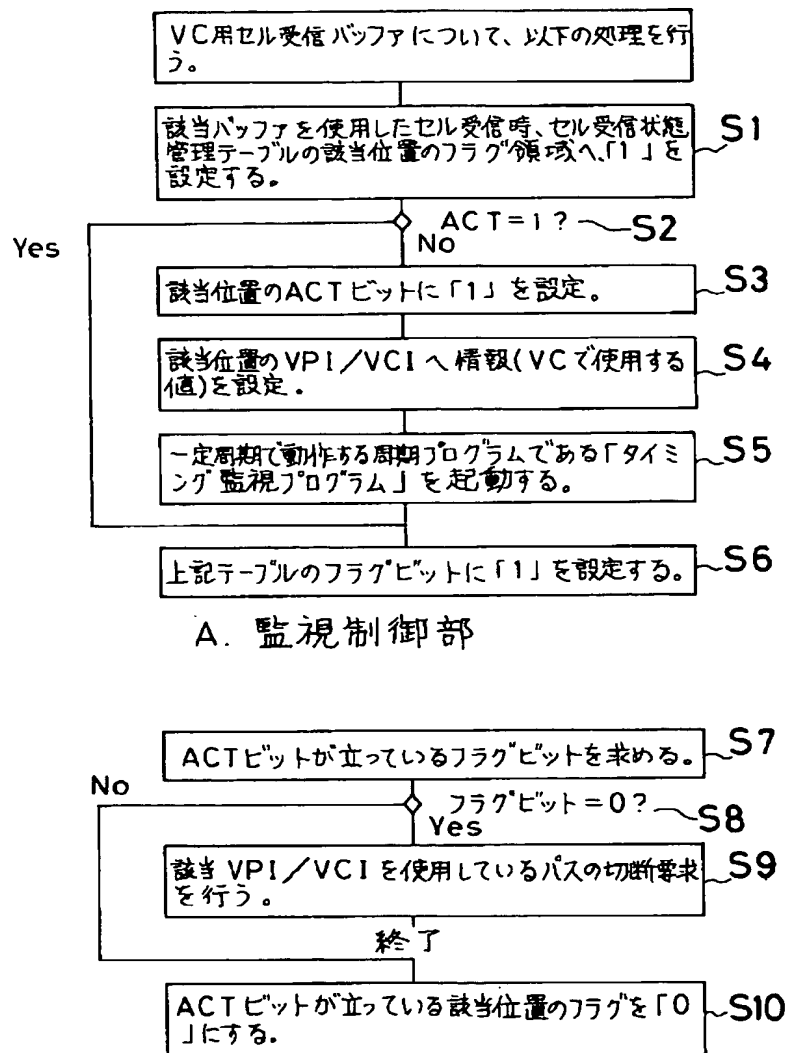 VC用セル受信バッファについて、以下の処理を行
う。
該当バッファを使用したセル受信時、セル受信状態
管理テーブルの該当位置のフラグ領域へ、「1」を
設定する。
S1
ACT=1?
S2
Yes
No
該当位置のACTビットに「1」を設定。
S3
該当位置のVPI/VCIへ情報(VCで使用する
値)を設定.
S4
一定周期で動作する周期プログラムである「タイミ
ング監視プログラム」を起動する。
S5
上記テーブルのフラグビットに「1」を設定する。
S6
A. 監視制御部
ACTビットが立っているフラグビットを求める。
S7
No
フラグビット=0?
S8
Yes
該当VPI/VCIを使用しているパスの切断要求
を行う。
S9
終了
ACTビットが立っている該当位置のフラグを「0
」にする.
S10